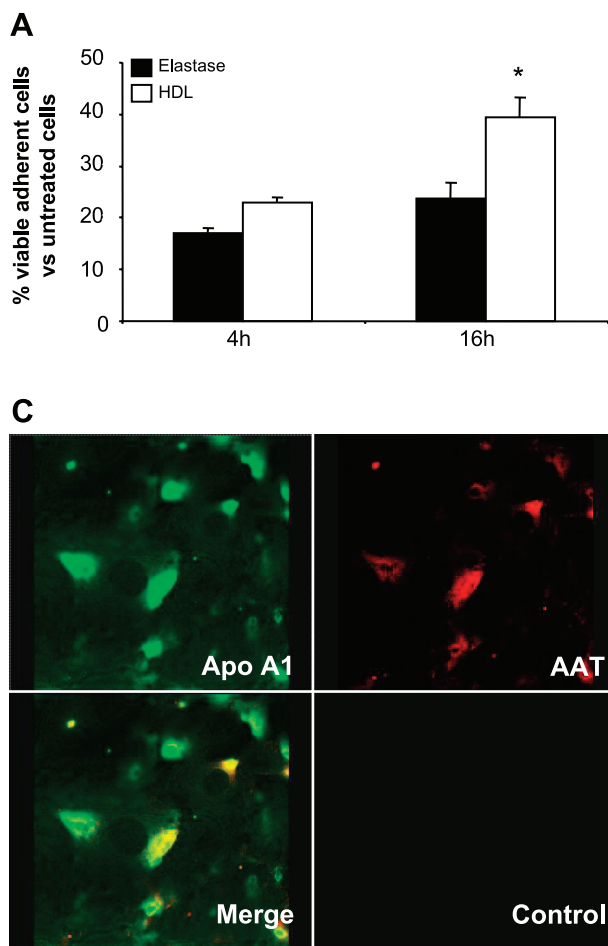 A
% viable adherent cells
vs untreated cells
50
40
30
20
10
0
Elastase
HDL
*
4h
16h
C
Apo A1
AAT
Merge
Control